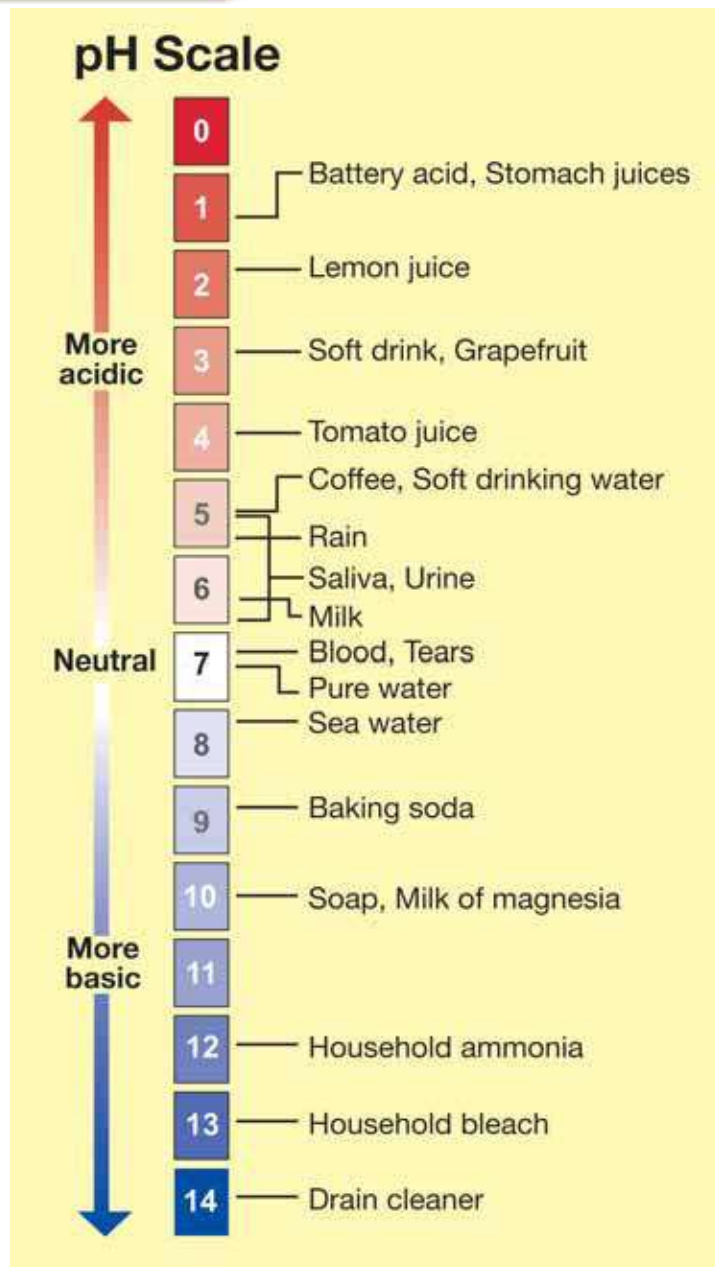 pH Scale
0
Battery acid, Stomach juices
1
Lemon juice
2
More
acidic
Soft drink, Grapefruit
3
Tomato juice
4
Coffee, Soft drinking water
5
Rain
Saliva, Urine
6
Milk
Neutral
7
Blood, Tears
Pure water
Sea water
8
Baking soda
9
10
Soap, Milk of magnesia
More
basic
11
12
Household ammonia
13
Household bleach
14
Drain cleaner